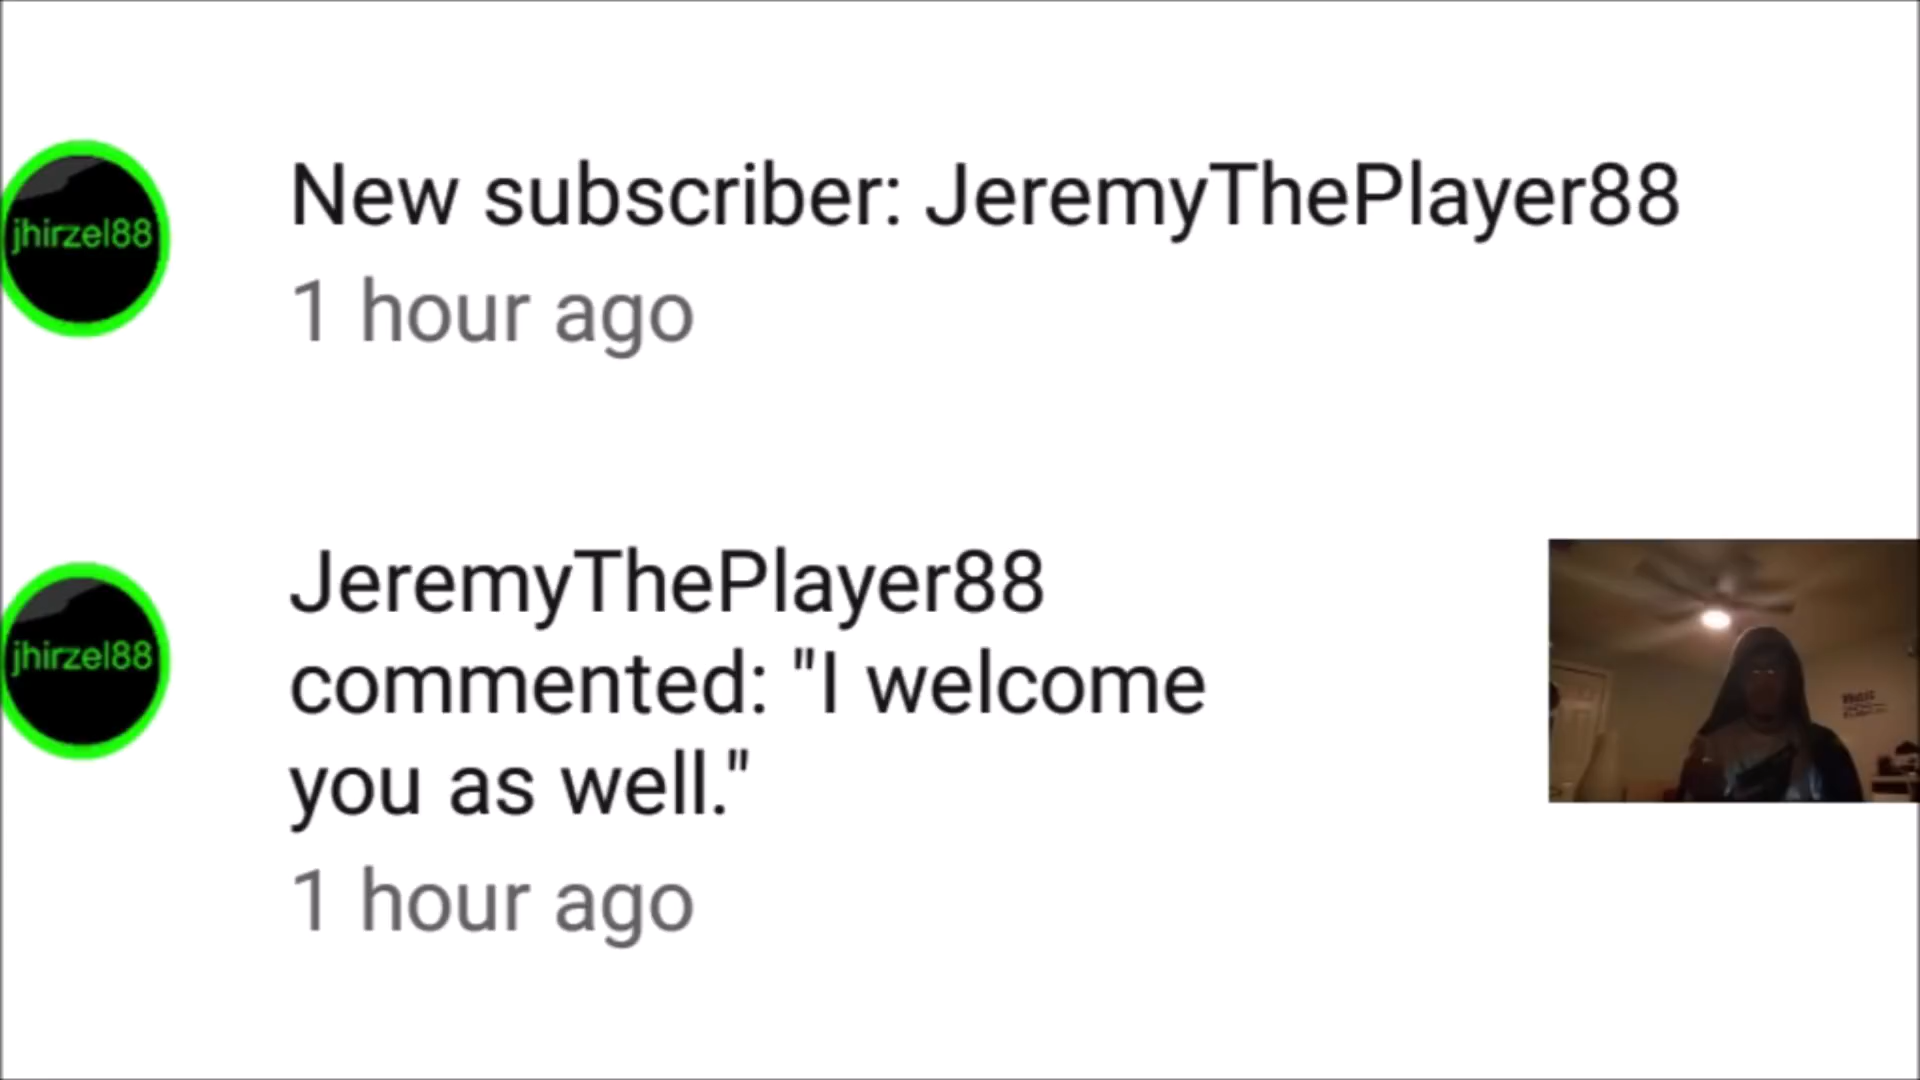 jhirzel88
New subscriber: JeremyThePlayer88
1 hour ago
jhirzel88
JeremyThePlayer88
commented: "I welcome
you as well."
1 hour ago